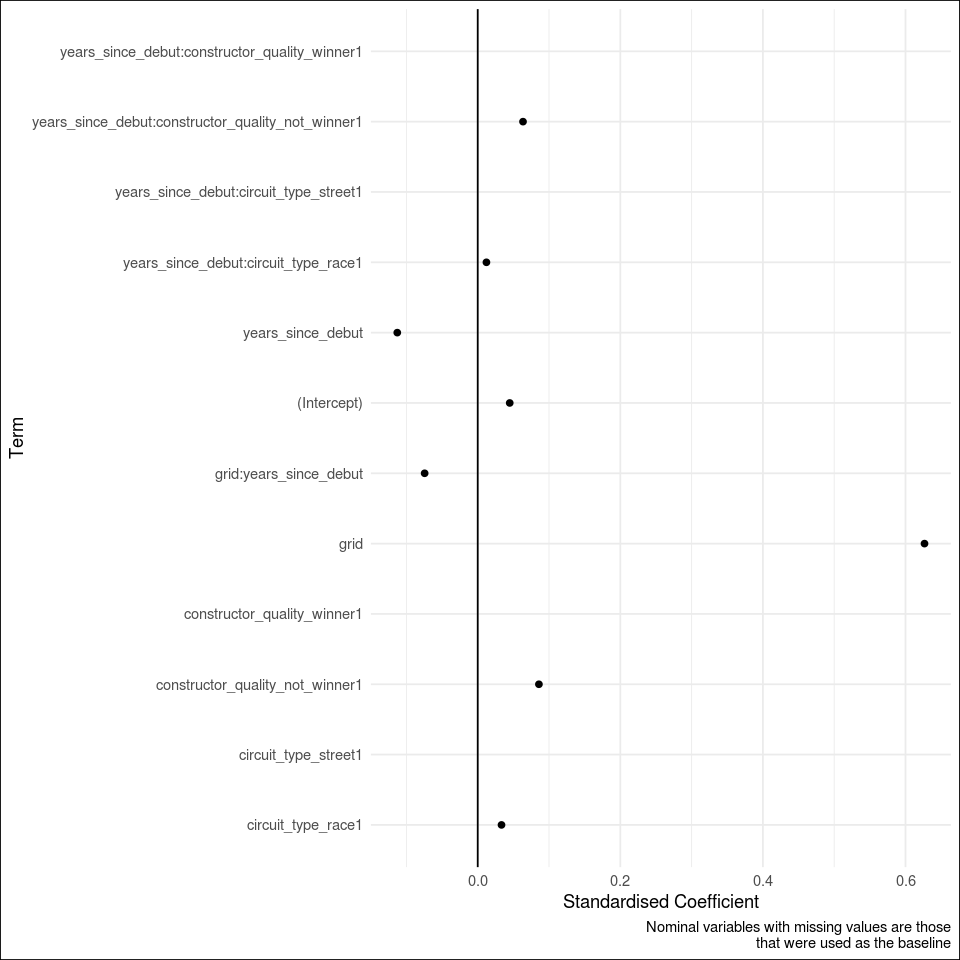 years_since_debut:constructor_quality_winner1
years_since_debut:constructor_quality_not_winner1
years_since_debut:circuit_type_street1
years_since_debut:circuit_type_race1
years_since_debut
(Intercept)
grid:years_since_debut
grid
constructor_quality_winner1
constructor_quality_not_winner1
circuit_type_street1
circuit_type_race1
Term
0.0 0.2 0.4 0.6
Standardised Coefficient
Nominal variables with missing values are those
that were used as the baseline